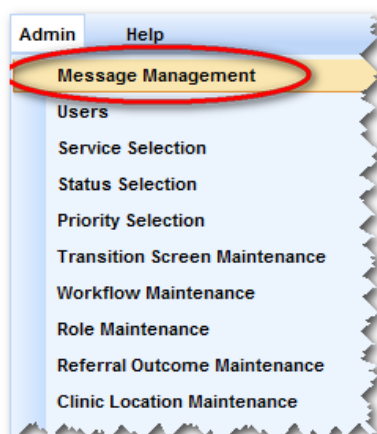 Admin Help
Message Management
Users
Service Selection
Status Selection
Priority Selection
Transition Screen Maintenance
Workflow Maintenance
Role Maintenance
Referral Outcome Maintenance
Clinic Location Maintenance